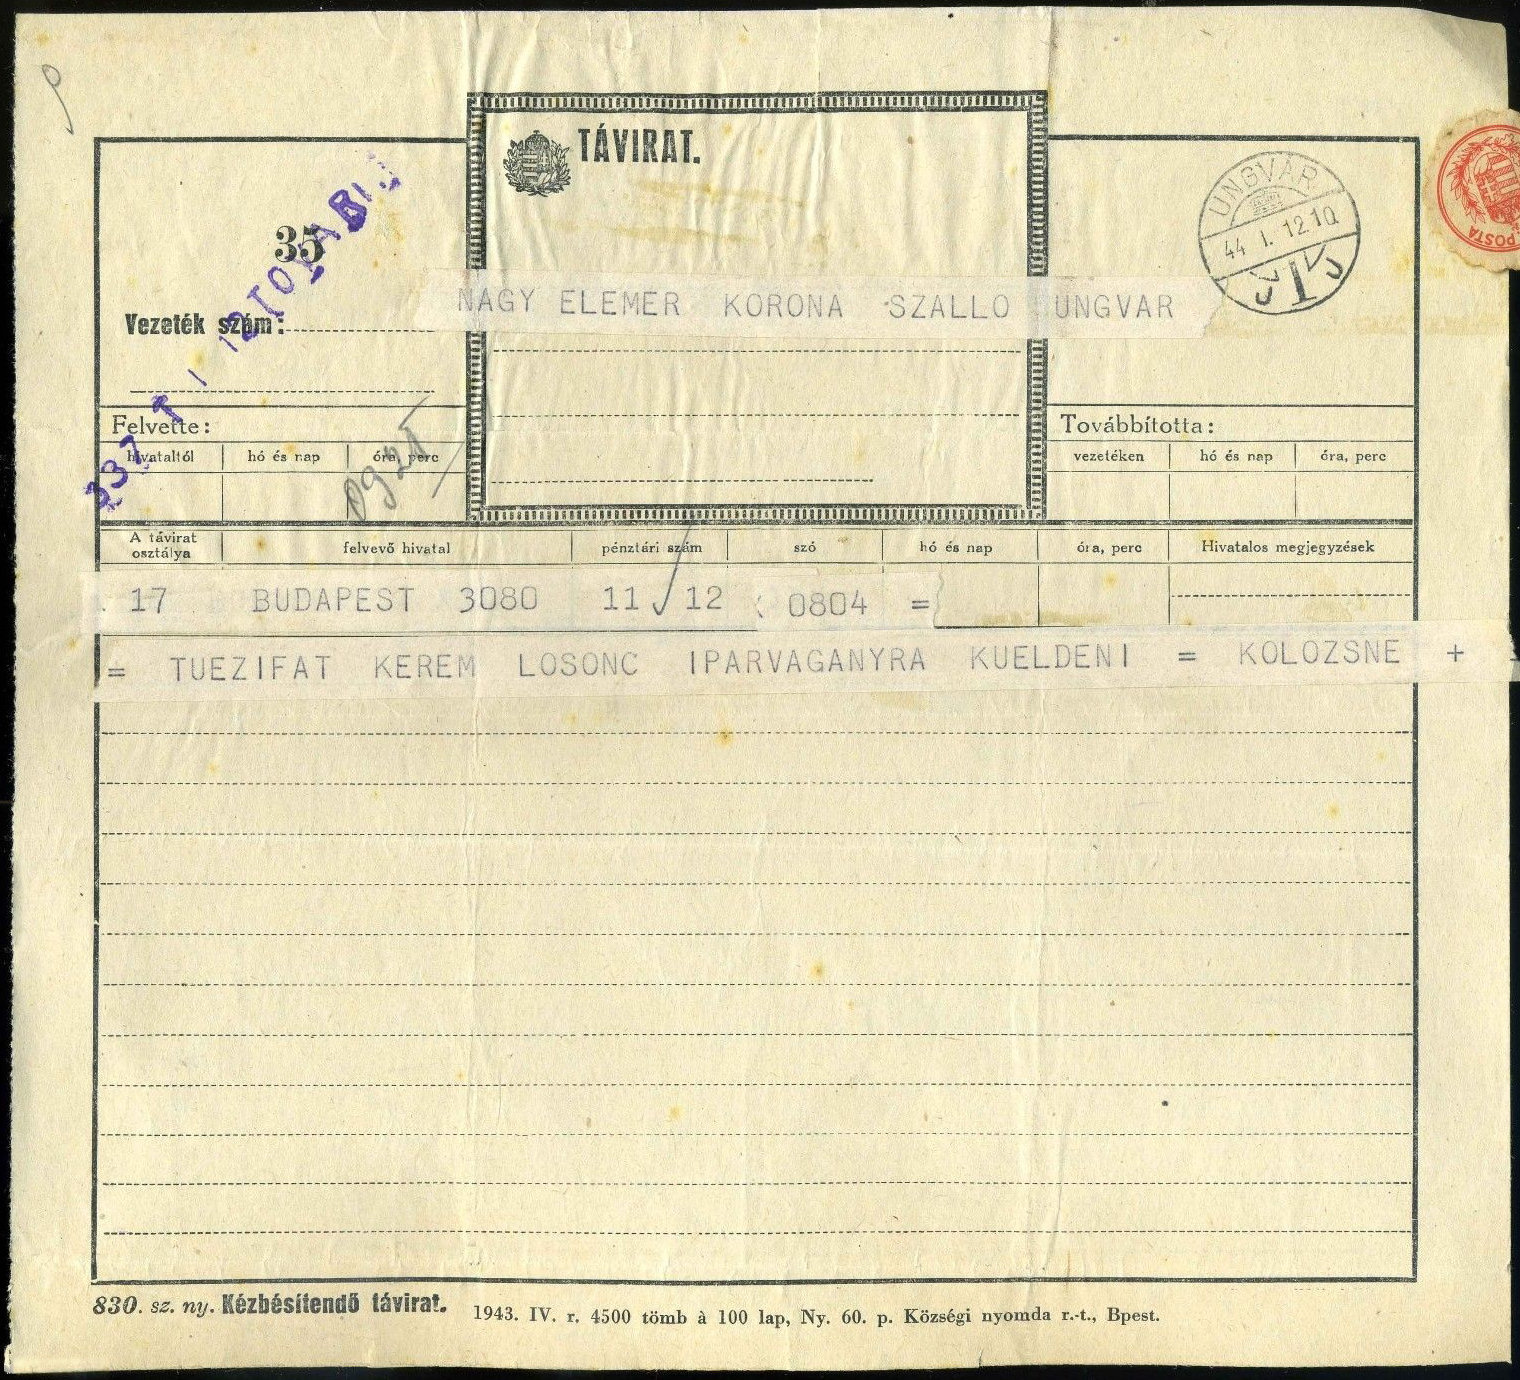 TÁVIRAT.
35
Vezeték szám:
NAGY ELEMER KORONA SZALLO UNGVAR
UNGVÁR
44 I. 12 10
POSTA
Felvette:
hivataltól hó és nap óra, perc
0925
Továbbította:
vezetéken hó és nap óra, perc
A távirat osztálya felvevő hivatal pénztári szám szó hó és nap óra, perc Hivatalos megjegyzések
17 BUDAPEST 3080 11 12 0804 =
= TUEZIFAT KEREM LOSONC IPARVAGANYRA KUELDENI = KOLOZSNE +
830. sz. ny. Kézbésítendő távirat. 1943. IV. r. 4500 tömb à 100 lap, Ny. 60. p. Községi nyomda r.-t., Bpest.